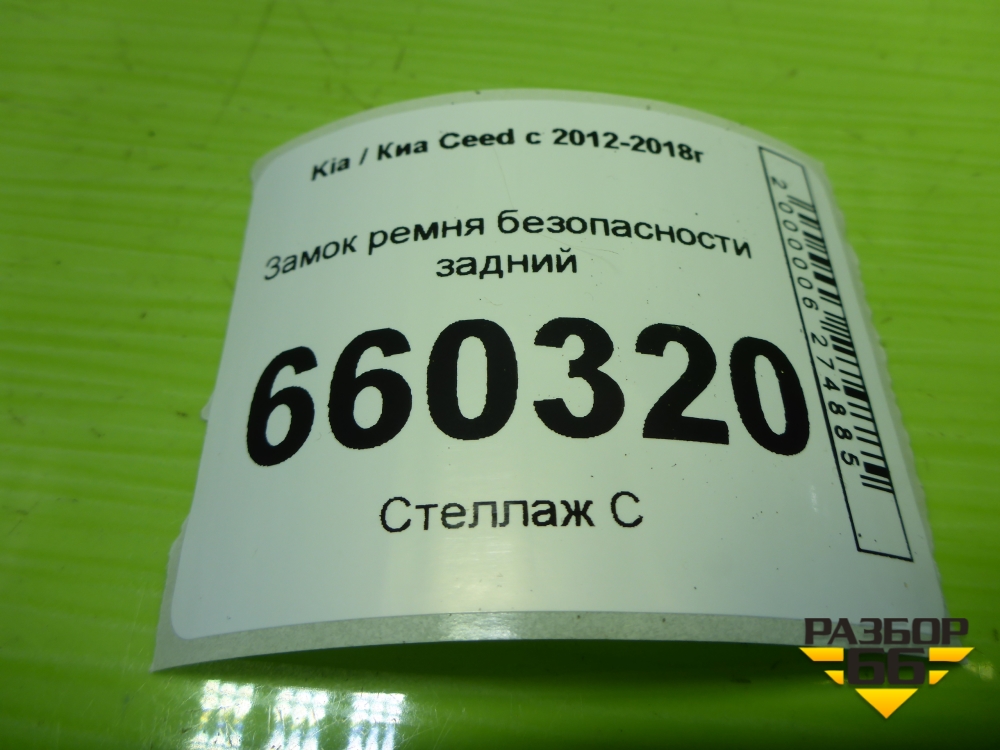 Kia / Киа Ceed с 2012-2018г
Замок ремня безопасности
задний
660320
Стеллаж С
2000006274885
РАЗБОР
66